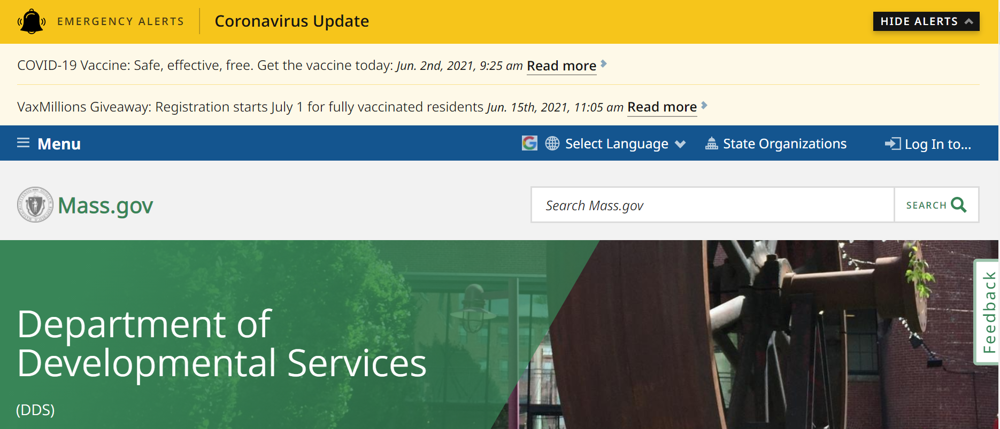 EMERGENCY ALERTS
Coronavirus Update
HIDE ALERTS
COVID-19 Vaccine: Safe, effective, free. Get the vaccine today: Jun. 2nd, 2021, 9:25 am Read more
VaxMillions Giveaway: Registration starts July 1 for fully vaccinated residents Jun. 15th, 2021, 11:05 am Read more
Menu
Select Language
State Organizations
Log In to...
Mass.gov
Search Mass.gov
SEARCH
Department of
Developmental Services
(DDS)
Feedback